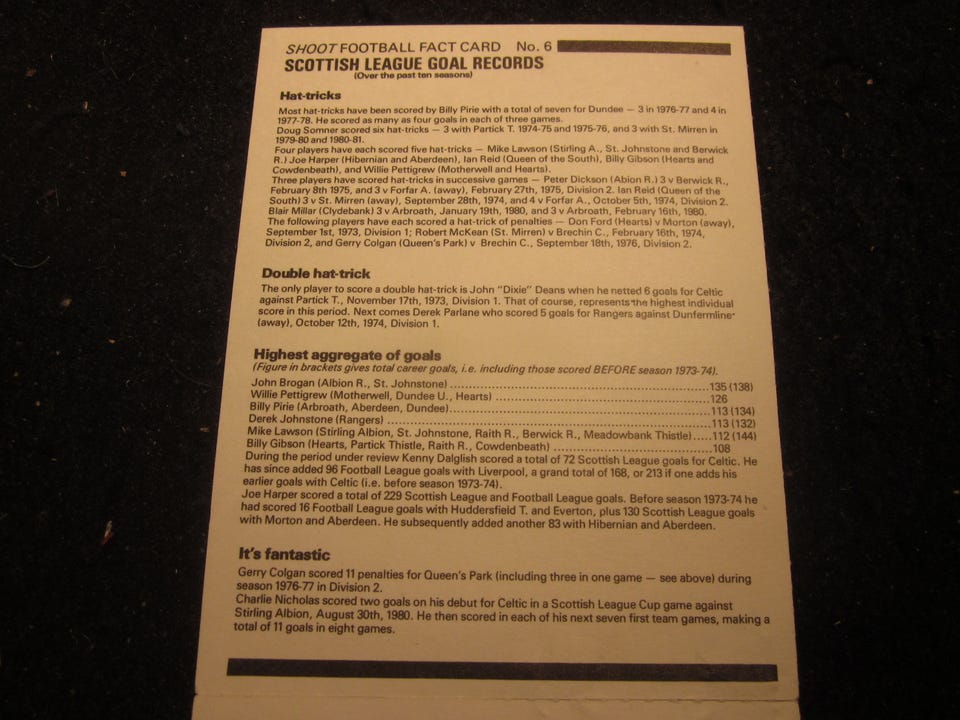 SHOOT FOOTBALL FACT CARD No. 6
SCOTTISH LEAGUE GOAL RECORDS
(Over the past ten seasons)
Hat-tricks
Most hat-tricks have been scored by Billy Pirie with a total of seven for Dundee — 3 in 1976-77 and 4 in
1977-78. He scored as many as four goals in each of three games.
Doug Somner scored six hat-tricks — 3 with Partick T. 1974-75 and 1975-76, and 3 with St. Mirren in
1979-80 and 1980-81.
Four players have each scored five hat-tricks — Mike Lawson (Stirling A., St. Johnstone and Berwick
R.) Joe Harper (Hibernian and Aberdeen), Ian Reid (Queen of the South), Billy Gibson (Hearts and
Cowdenbeath), and Willie Pettigrew (Motherwell and Hearts).
Three players have scored hat-tricks in successive games — Peter Dickson (Abion R.) 3 v Berwick R.,
February 8th 1975, and 3 v Forfar A. (away), February 27th, 1975, Division 2. Ian Reid (Queen of the
South) 3 v St. Mirren (away), September 28th, 1974, and 4 v Forfar A., October 5th, 1974, Division 2.
Blair Millar (Clydebank) 3 v Arbroath, January 19th, 1980, and 3 v Arbroath, February 16th, 1980.
The following players have each scored a hat-trick of penalties — Don Ford (Hearts) v Morton (away),
September 1st, 1973, Division 1; Robert McKean (St. Mirren) v Brechin C., February 16th, 1974,
Division 2, and Gerry Colgan (Queen's Park) v Brechin C., September 18th, 1976, Division 2.
Double hat-trick
The only player to score a double hat-trick is John "Dixie" Deans when he netted 6 goals for Celtic
against Partick T., November 17th, 1973, Division 1. That of course, represents the highest individual
score in this period. Next comes Derek Parlane who scored 5 goals for Rangers against Dunfermline
(away), October 12th, 1974, Division 1.
Highest aggregate of goals
(Figure in brackets gives total career goals, i.e. including those scored BEFORE season 1973-74).
John Brogan (Albion R., St. Johnstone) ........ 135 (138)
Willie Pettigrew (Motherwell, Dundee U., Hearts) ........ 126
Billy Pirie (Arbroath, Aberdeen, Dundee)........ 113 (134)
Derek Johnstone (Rangers) ........ 113 (132)
Mike Lawson (Stirling Albion, St. Johnstone, Raith R., Berwick R., Meadowbank Thistle).....112 (144)
Billy Gibson (Hearts, Partick Thistle, Raith R., Cowdenbeath) ........ 108
During the period under review Kenny Dalglish scored a total of 72 Scottish League goals for Celtic. He
has since added 96 Football League goals with Liverpool, a grand total of 168, or 213 if one adds his
earlier goals with Celtic (i.e. before season 1973-74).
Joe Harper scored a total of 229 Scottish League and Football League goals. Before season 1973-74 he
had scored 16 Football League goals with Huddersfield T. and Everton, plus 130 Scottish League goals
with Morton and Aberdeen. He subsequently added another 83 with Hibernian and Aberdeen.
It's fantastic
Gerry Colgan scored 11 penalties for Queen's Park (including three in one game — see above) during
season 1976-77 in Division 2.
Charlie Nicholas scored two goals on his debut for Celtic in a Scottish League Cup game against
Stirling Albion, August 30th, 1980. He then scored in each of his next seven first team games, making a
total of 11 goals in eight games.